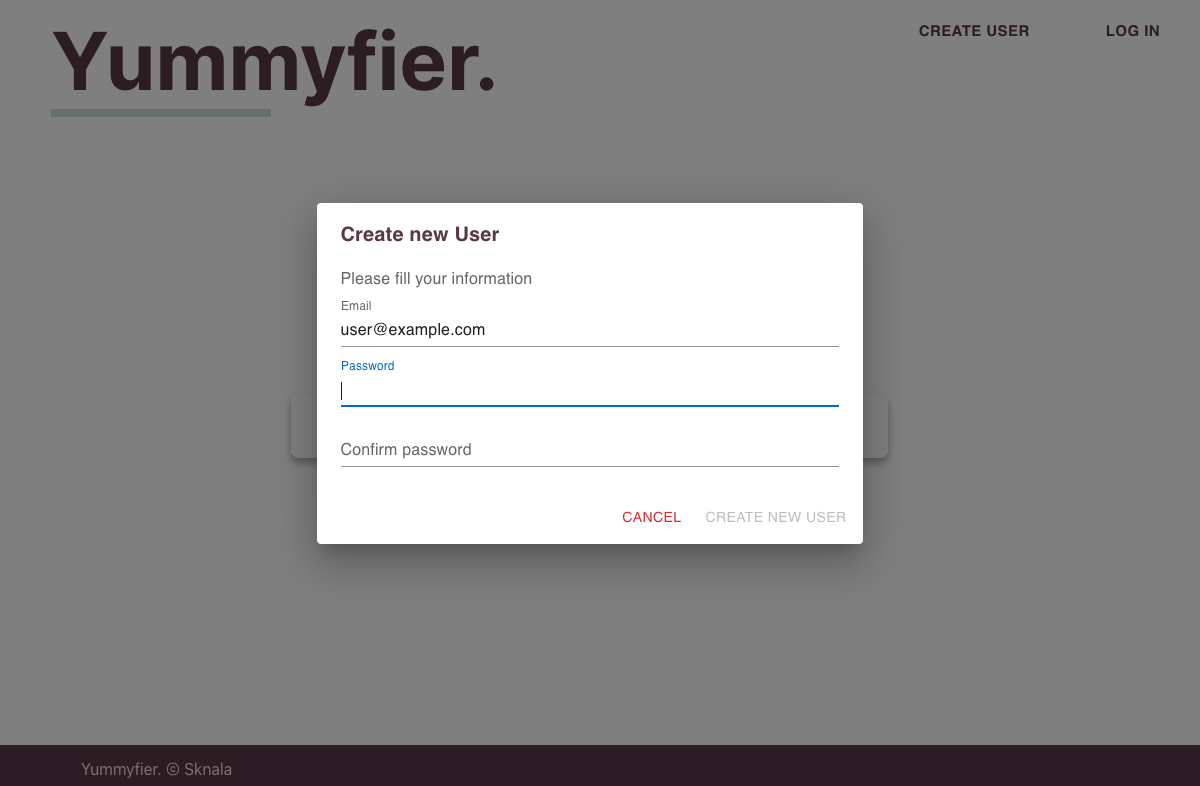 Yummyfier.
CREATE USER
LOG IN
Create new User
Please fill your information
Email
user@example.com
Password
Confirm password
CANCEL
CREATE NEW USER
Yummyfier. © Sknala